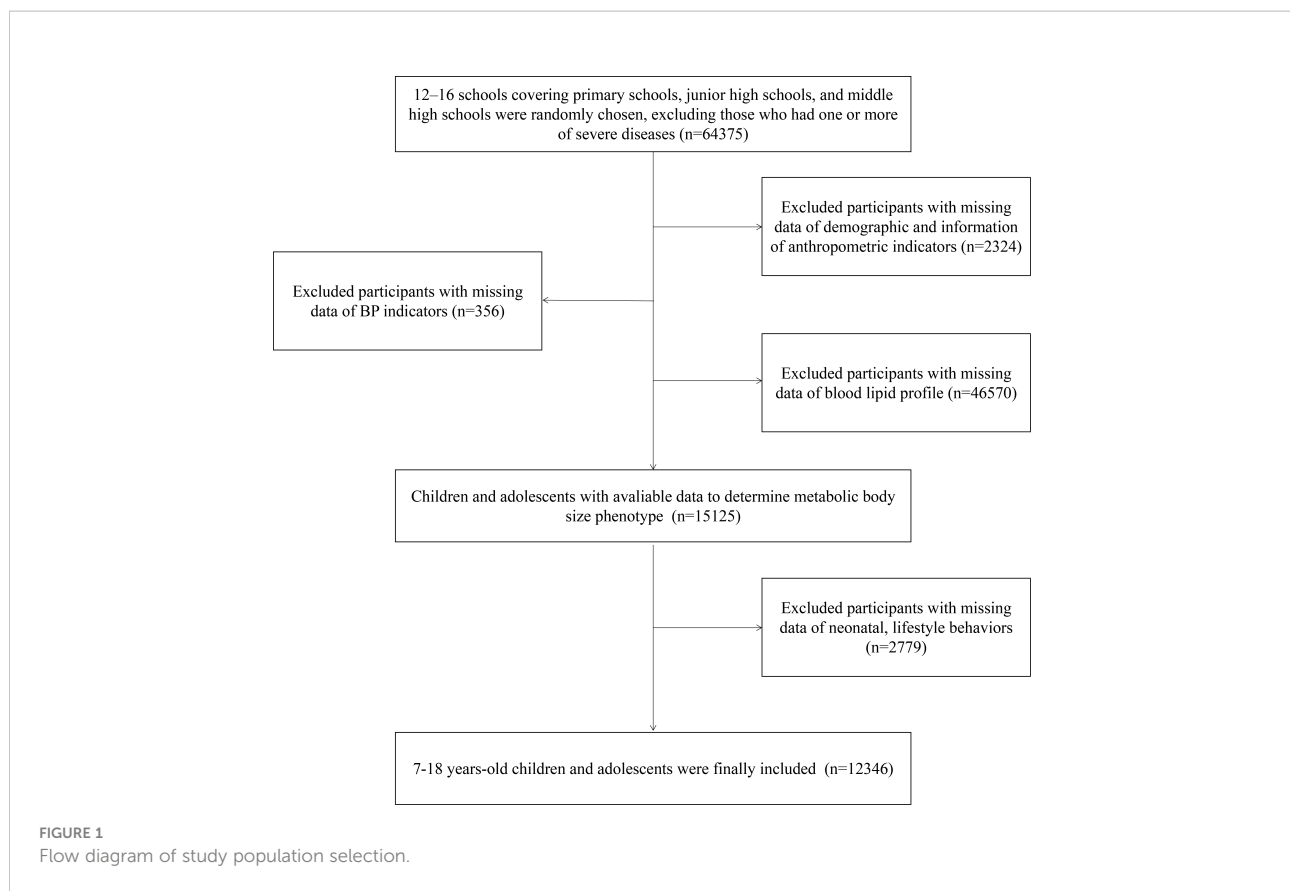 12–16 schools covering primary schools, junior high schools, and middle
high schools were randomly chosen, excluding those who had one or more
of severe diseases (n=64375)
Excluded participants with missing
data of demographic and information
of anthropometric indicators (n=2324)
Excluded participants with missing
data of BP indicators (n=356)
Excluded participants with missing
data of blood lipid profile (n=46570)
Children and adolescents with avaliable data to determine metabolic body
size phenotype (n=15125)
Excluded participants with missing
data of neonatal, lifestyle behaviors
(n=2779)
7-18 years-old children and adolescents were finally included (n=12346)
FIGURE 1
Flow diagram of study population selection.